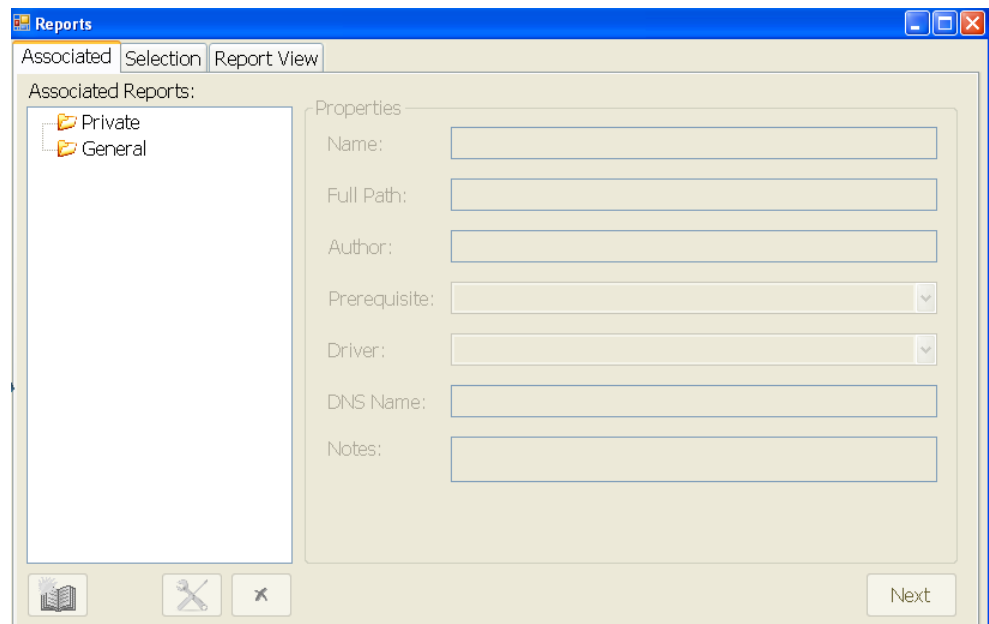 Reports
Associated Selection Report View
Associated Reports:
Private
General
Properties
Name:
Full Path:
Author:
Prerequisite:
Driver:
DNS Name:
Notes:
Next